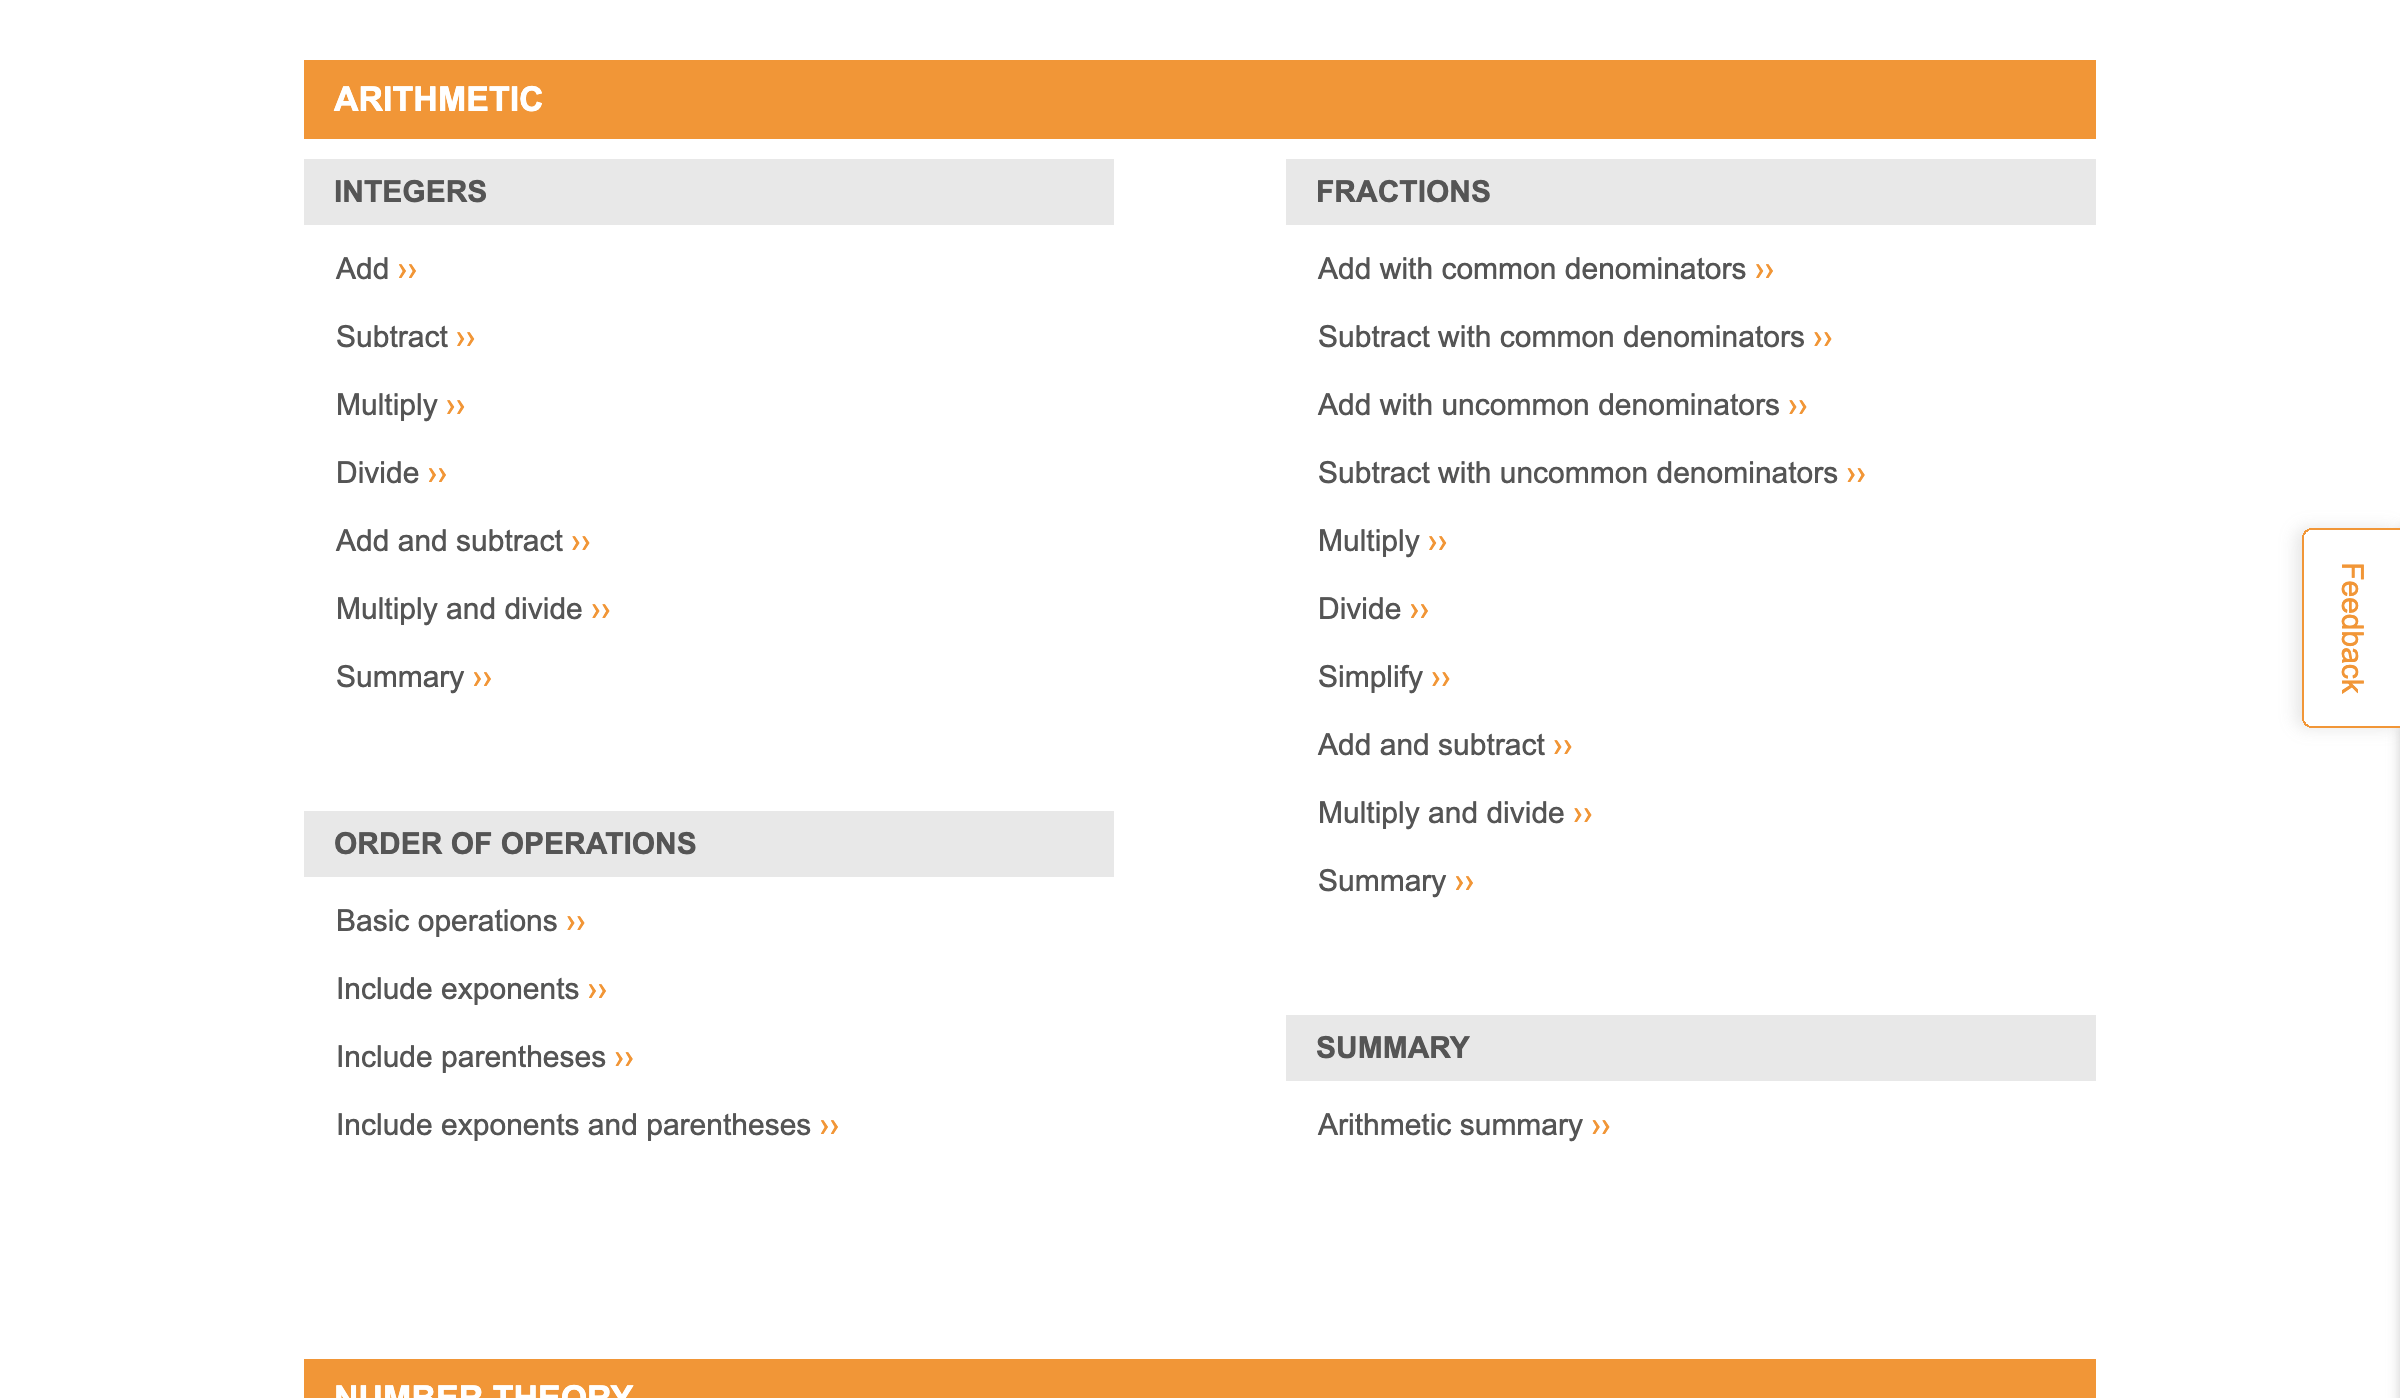 ARITHMETIC
INTEGERS
Add ››
Subtract ››
Multiply ››
Divide ››
Add and subtract ››
Multiply and divide ››
Summary ››
ORDER OF OPERATIONS
Basic operations ››
Include exponents ››
Include parentheses ››
Include exponents and parentheses ››
FRACTIONS
Add with common denominators ››
Subtract with common denominators ››
Add with uncommon denominators ››
Subtract with uncommon denominators ››
Multiply ››
Divide ››
Simplify ››
Add and subtract ››
Multiply and divide ››
Summary ››
SUMMARY
Arithmetic summary ››
Feedback
NUMBER THEORY